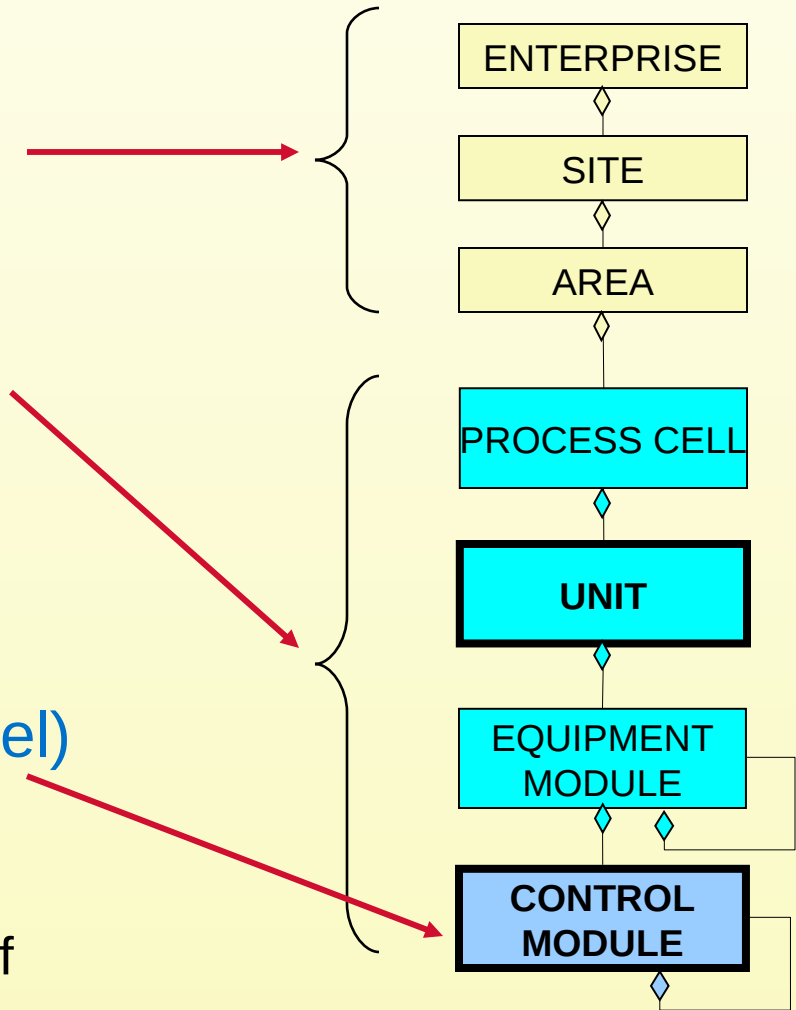 ENTERPRISE
SITE
AREA
PROCESS CELL
UNIT
el)
EQUIPMENT
MODULE
CONTROL
MODULE
f